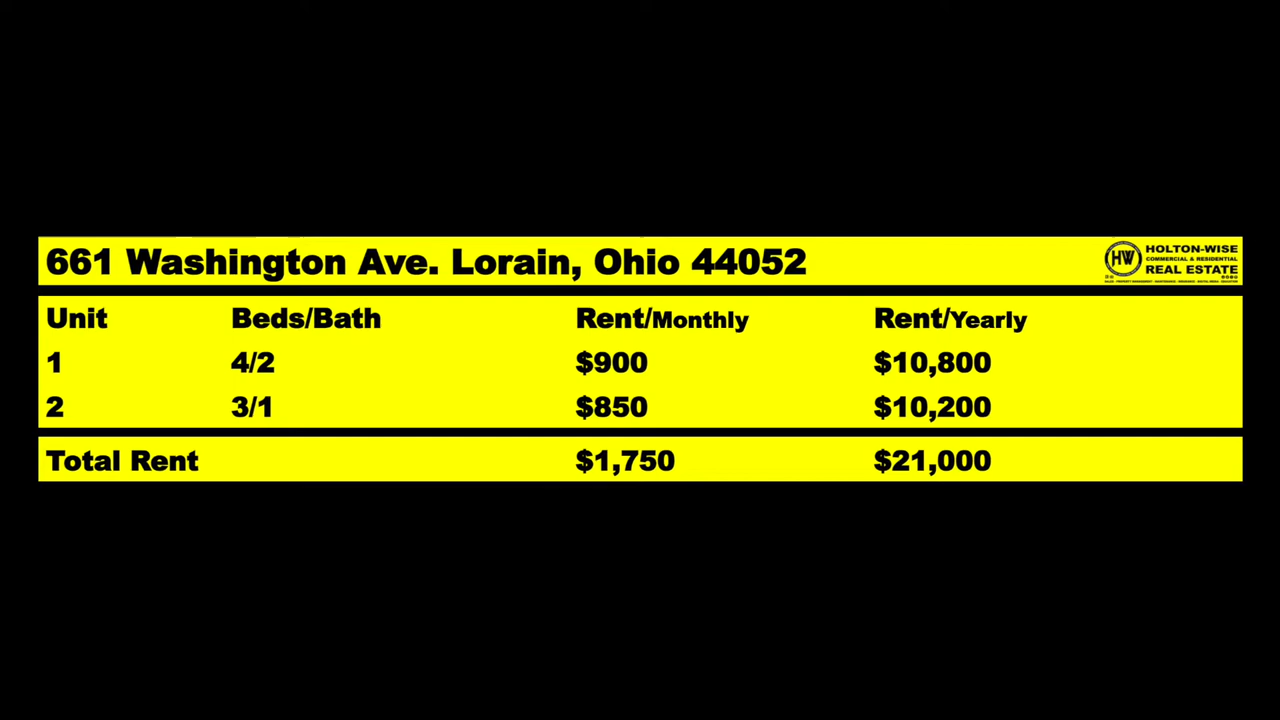 661 Washington Ave. Lorain, Ohio 44052
HW
HOLTON-WISE
COMMERCIAL & RESIDENTIAL
REAL ESTATE
Unit Beds/Bath Rent/Monthly Rent/Yearly
1 4/2 $900 $10,800
2 3/1 $850 $10,200
Total Rent $1,750 $21,000